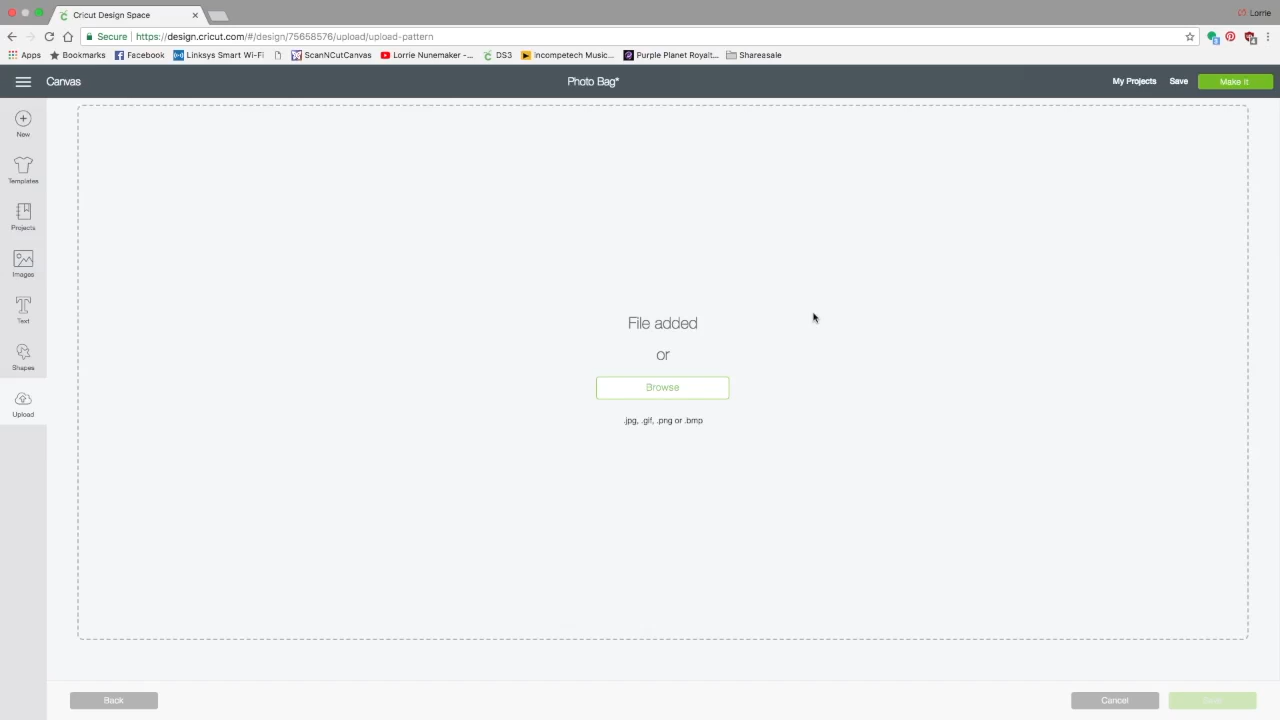 Cricut Design Space
Lorrie
Secure https://design.cricut.com/#/design/75658576/upload/upload-pattern
Apps Bookmarks Facebook Linksys Smart Wi-Fi ScanNCutCanvas Lorrie Nunemaker -... DS3 Incompetech Music... Purple Planet Royalt... Shareasale
Canvas Photo Bag* My Projects Save Make It
New
Templates
Projects
Images
Text
Shapes
Upload
File added
or
Browse
.jpg, .gif, .png or .bmp
Back Cancel Save